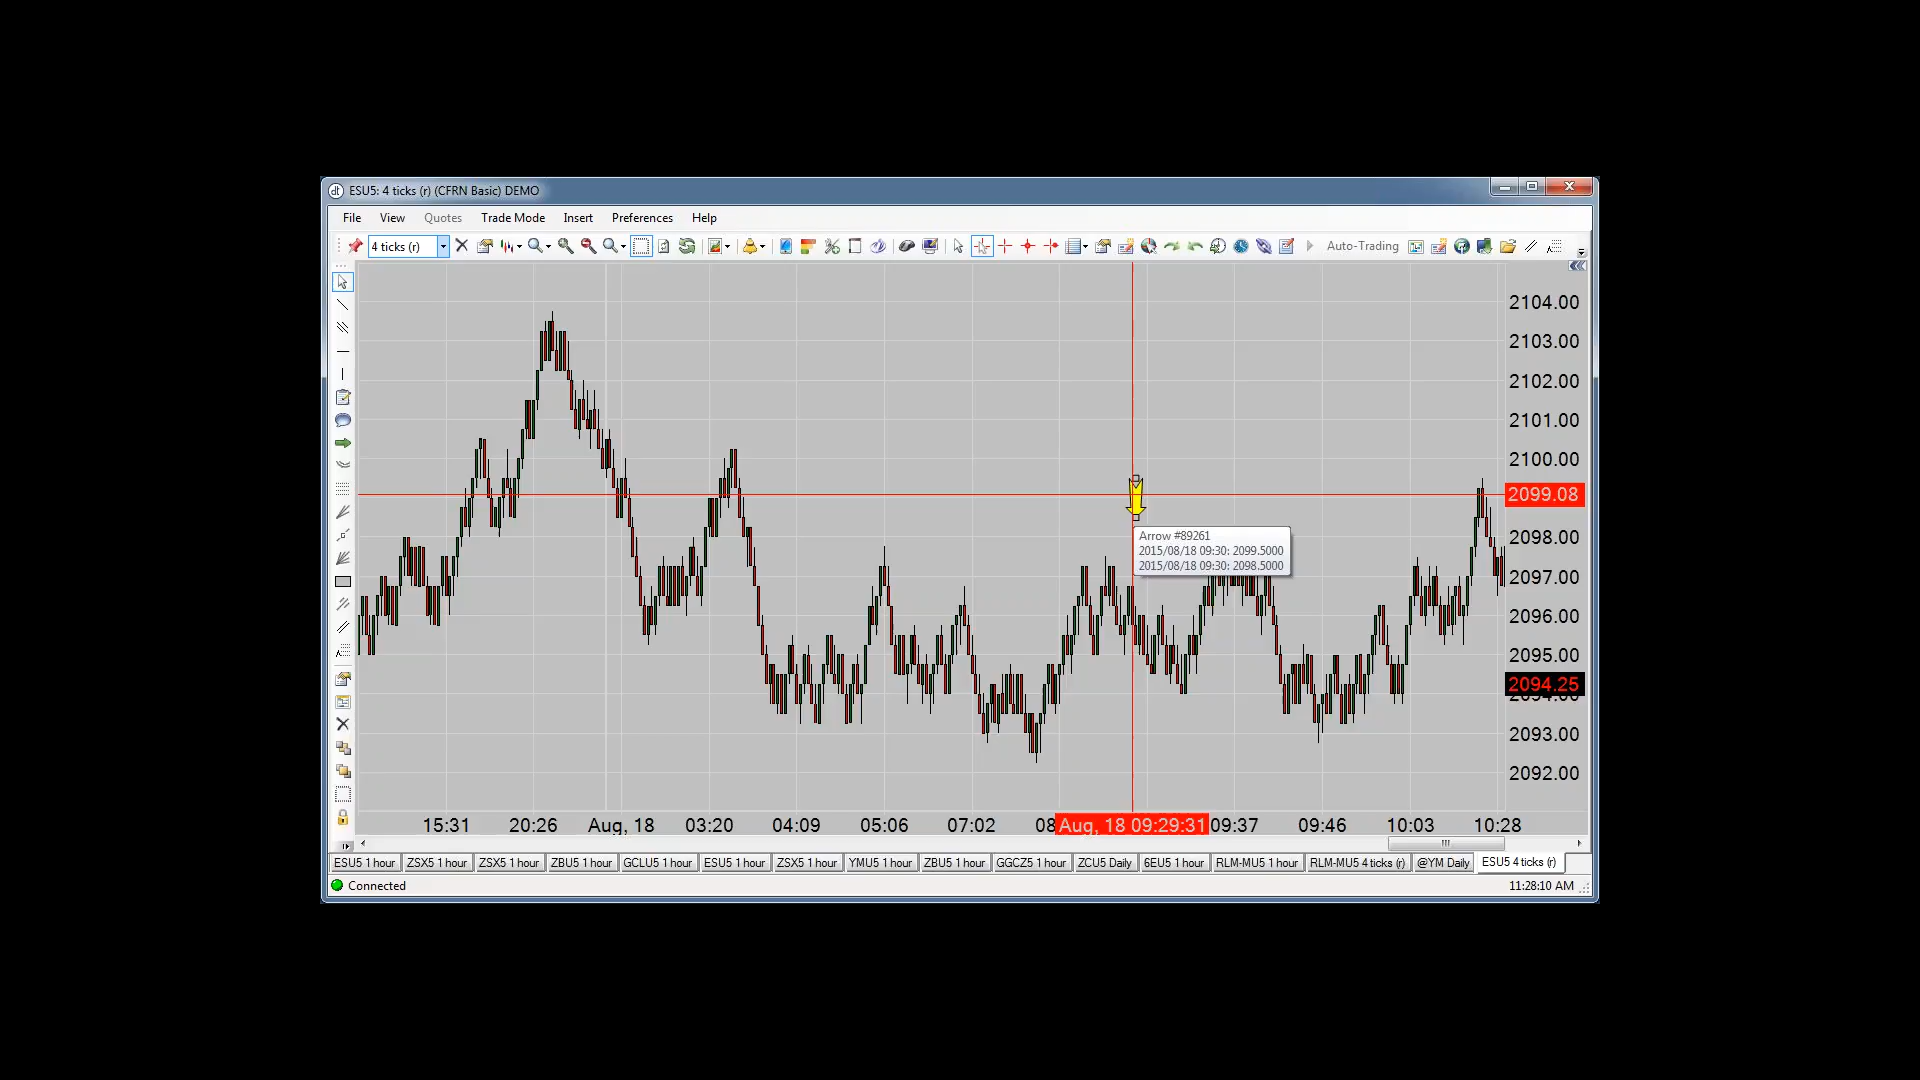 ESU5: 4 ticks (r) (CFRN Basic) DEMO
File View Quotes Trade Mode Insert Preferences Help
4 ticks (r) Auto-Trading
2104.00
2103.00
2102.00
2101.00
2100.00
2099.08
Arrow #89261
2015/08/18 09:30: 2099.5000
2015/08/18 09:30: 2098.5000
2098.00
2097.00
2096.00
2095.00
2094.25
2093.00
2092.00
15:31 20:26 Aug, 18 03:20 04:09 05:06 07:02 08 Aug, 18 09:29:31 09:37 09:46 10:03 10:28
ESU5 1 hour ZSX5 1 hour ZSX5 1 hour ZBU5 1 hour GCLU5 1 hour ESU5 1 hour ZSX5 1 hour YMU5 1 hour ZBU5 1 hour GGCZ5 1 hour ZCU5 Daily 6EU5 1 hour RLM-MU5 1 hour RLM-MU5 4 ticks (r) @YM Daily ESU5 4 ticks (r)
Connected 11:28:10 AM